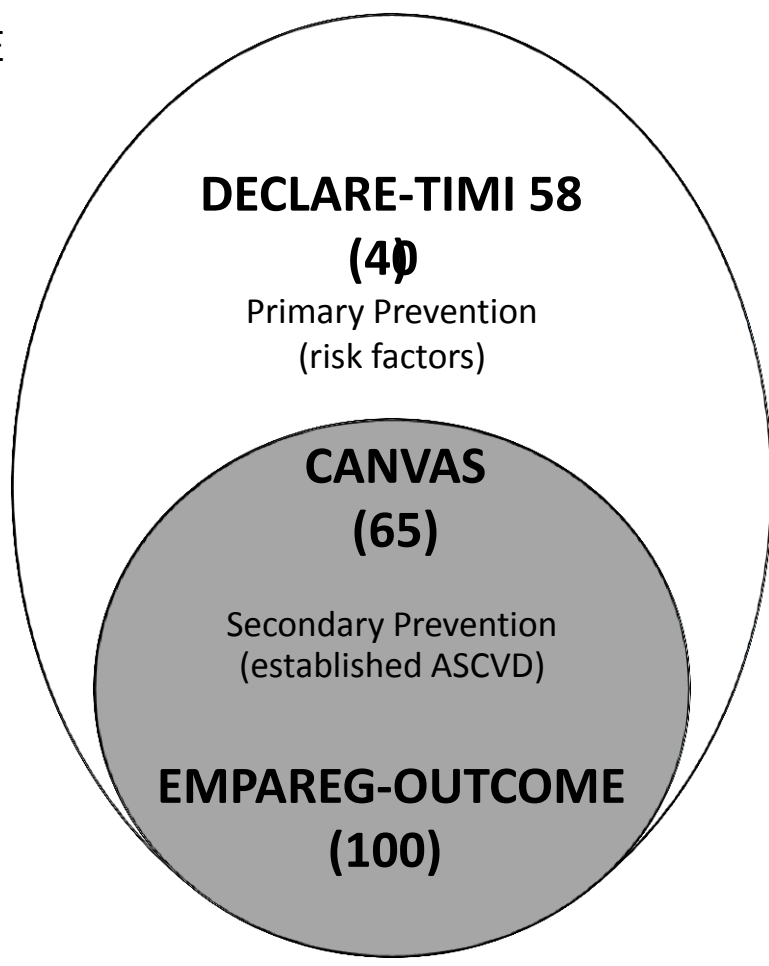 E
DECLARE-TIMI 58
(40)
Primary Prevention
(risk factors)
CANVAS
(65)
Secondary Prevention
(established ASCVD)
EMPAREG-OUTCOME
(100)